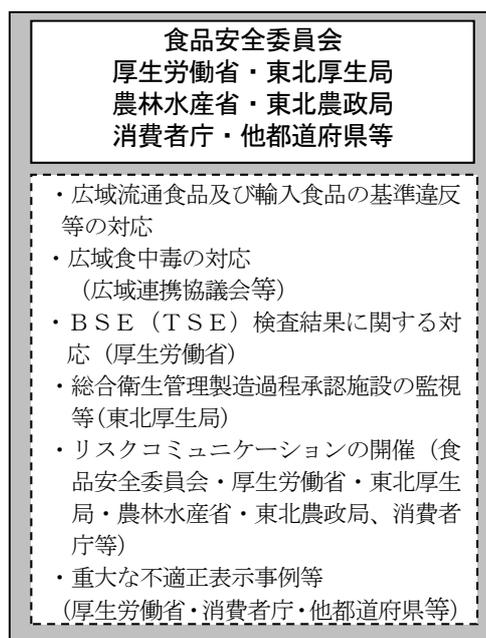 食品安全委員会
厚生労働省・東北厚生局
農林水産省・東北農政局
消費者庁・他都道府県等
・広域流通食品及び輸入食品の基準違反
等の対応
・広域食中毒の対応
(広域連携協議会等)
・ＢＳＥ（ＴＳＥ）検査結果に関する対
応（厚生労働省）
・総合衛生管理製造過程承認施設の監視
等(東北厚生局)
・リスクコミュニケーションの開催（食
品安全委員会・厚生労働省・東北厚生
局・農林水産省・東北農政局、消費者
庁等）
・重大な不適正表示事例等
(厚生労働省・消費者庁・他都道府県等)